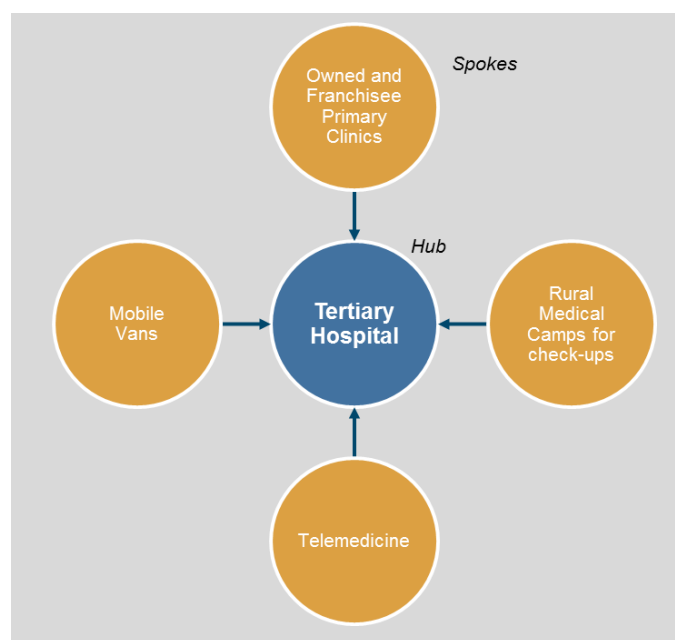 Spokes
Owned and
Franchisee
Primary
Clinics
Hub
Tertiary
Hospital
Mobile
Vans
Rural
Medical
Camps for
check-ups
Telemedicine